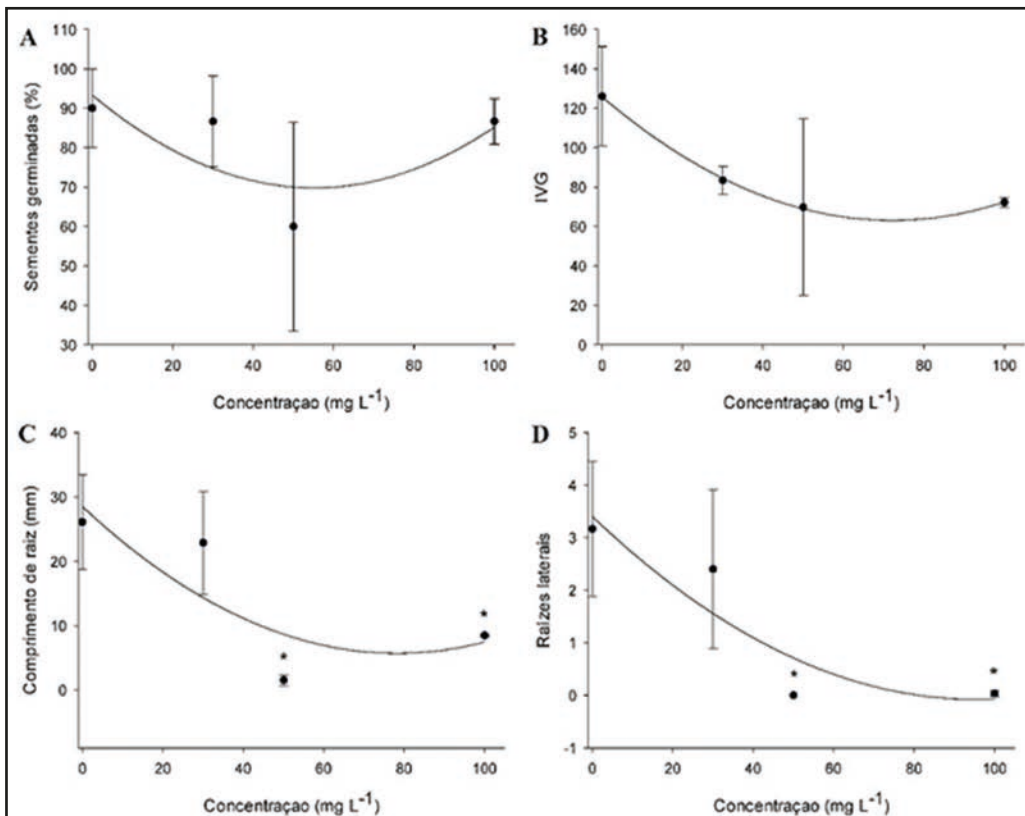 A
Sementes germinadas (%)
110
100
90
80
70
60
50
40
30
0 20 40 60 80 100
Concentraçao (mg L⁻¹)
B
IVG
160
140
120
100
80
60
40
20
0
0 20 40 60 80 100
Concentraçao (mg L⁻¹)
C
Comprimento de raiz (mm)
40
30
20
10
0
*
*
0 20 40 60 80 100
Concentraçao (mg L⁻¹)
D
Raízes laterais
5
4
3
2
1
0
-1
*
*
0 20 40 60 80 100
Concentraçao (mg L⁻¹)